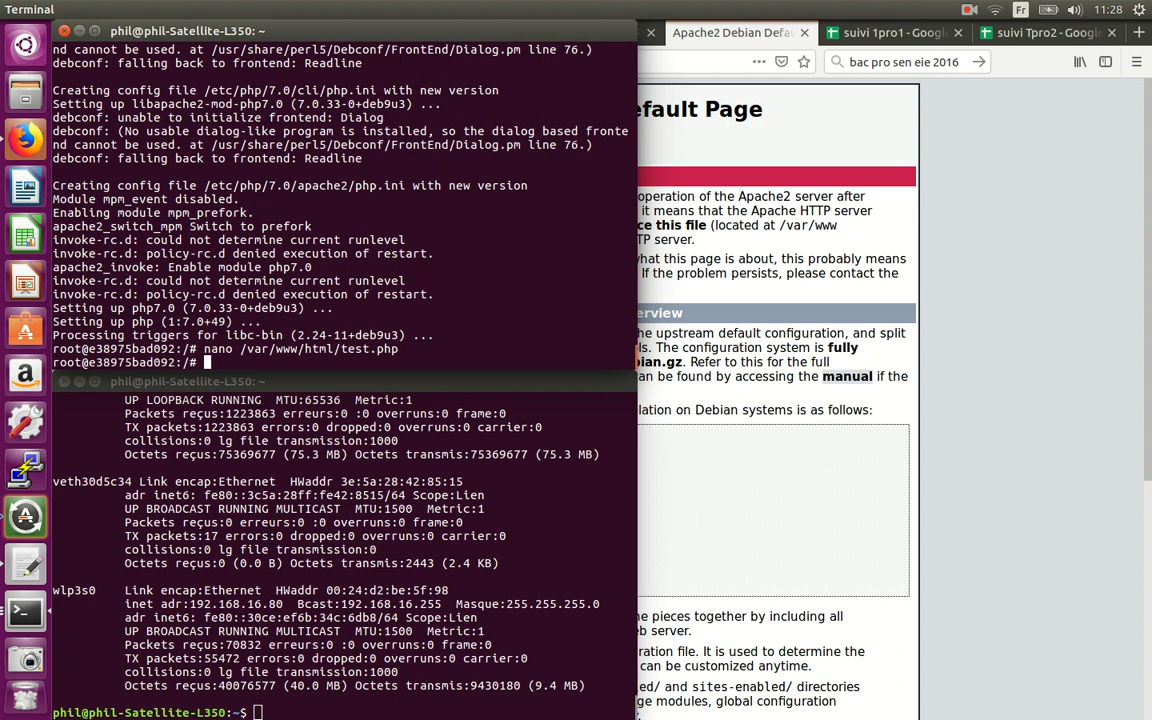 Terminal
Fr
11:28
phil@phil-Satellite-L350: ~
Apache2 Debian Defau
suivi 1pro1 - Google
suivi Tpro2 - Google
bac pro sen eie 2016
nd cannot be used. at /usr/share/perl5/Debconf/FrontEnd/Dialog.pm line 76.)
debconf: falling back to frontend: Readline
Creating config file /etc/php/7.0/cli/php.ini with new version
Setting up libapache2-mod-php7.0 (7.0.33-0+deb9u3) ...
debconf: unable to initialize frontend: Dialog
debconf: (No usable dialog-like program is installed, so the dialog based fronte
nd cannot be used. at /usr/share/perl5/Debconf/FrontEnd/Dialog.pm line 76.)
debconf: falling back to frontend: Readline
Creating config file /etc/php/7.0/apache2/php.ini with new version
Module mpm_event disabled.
Enabling module mpm_prefork.
apache2_switch_mpm Switch to prefork
invoke-rc.d: could not determine current runlevel
invoke-rc.d: policy-rc.d denied execution of restart.
apache2_invoke: Enable module php7.0
invoke-rc.d: could not determine current runlevel
invoke-rc.d: policy-rc.d denied execution of restart.
Setting up php7.0 (7.0.33-0+deb9u3) ...
Setting up php (1:7.0+49) ...
Processing triggers for libc-bin (2.24-11+deb9u3) ...
root@e38975bad092:/# nano /var/www/html/test.php
root@e38975bad092:/#
phil@phil-Satellite-L350: ~
UP LOOPBACK RUNNING MTU:65536 Metric:1
Packets reçus:1223863 erreurs:0 :0 overruns:0 frame:0
TX packets:1223863 errors:0 dropped:0 overruns:0 carrier:0
collisions:0 lg file transmission:1000
Octets reçus:75369677 (75.3 MB) Octets transmis:75369677 (75.3 MB)
veth30d5c34 Link encap:Ethernet HWaddr 3e:5a:28:42:85:15
adr inet6: fe80::3c5a:28ff:fe42:8515/64 Scope:Lien
UP BROADCAST RUNNING MULTICAST MTU:1500 Metric:1
Packets reçus:0 erreurs:0 :0 overruns:0 frame:0
TX packets:17 errors:0 dropped:0 overruns:0 carrier:0
collisions:0 lg file transmission:0
Octets reçus:0 (0.0 B) Octets transmis:2443 (2.4 KB)
wlp3s0 Link encap:Ethernet HWaddr 00:24:d2:be:5f:98
inet adr:192.168.16.80 Bcast:192.168.16.255 Masque:255.255.255.0
adr inet6: fe80::30ce:ef6b:34c:6db8/64 Scope:Lien
UP BROADCAST RUNNING MULTICAST MTU:1500 Metric:1
Packets reçus:70832 erreurs:0 :0 overruns:0 frame:0
TX packets:55472 errors:0 dropped:0 overruns:0 carrier:0
collisions:0 lg file transmission:1000
Octets reçus:40076577 (40.0 MB) Octets transmis:9430180 (9.4 MB)
phil@phil-Satellite-L350:~$
efault Page
operation of the Apache2 server after
it means that the Apache HTTP server
ce this file (located at /var/www
TP server.
what this page is about, this probably means
If the problem persists, please contact the
erview
he upstream default configuration, and split
ls. The configuration system is fully
bian.gz. Refer to this for the full
an be found by accessing the manual if the
llation on Debian systems is as follows:
he pieces together by including all
eb server.
ration file. It is used to determine the
can be customized anytime.
ed/ and sites-enabled/ directories
ge modules, global configuration